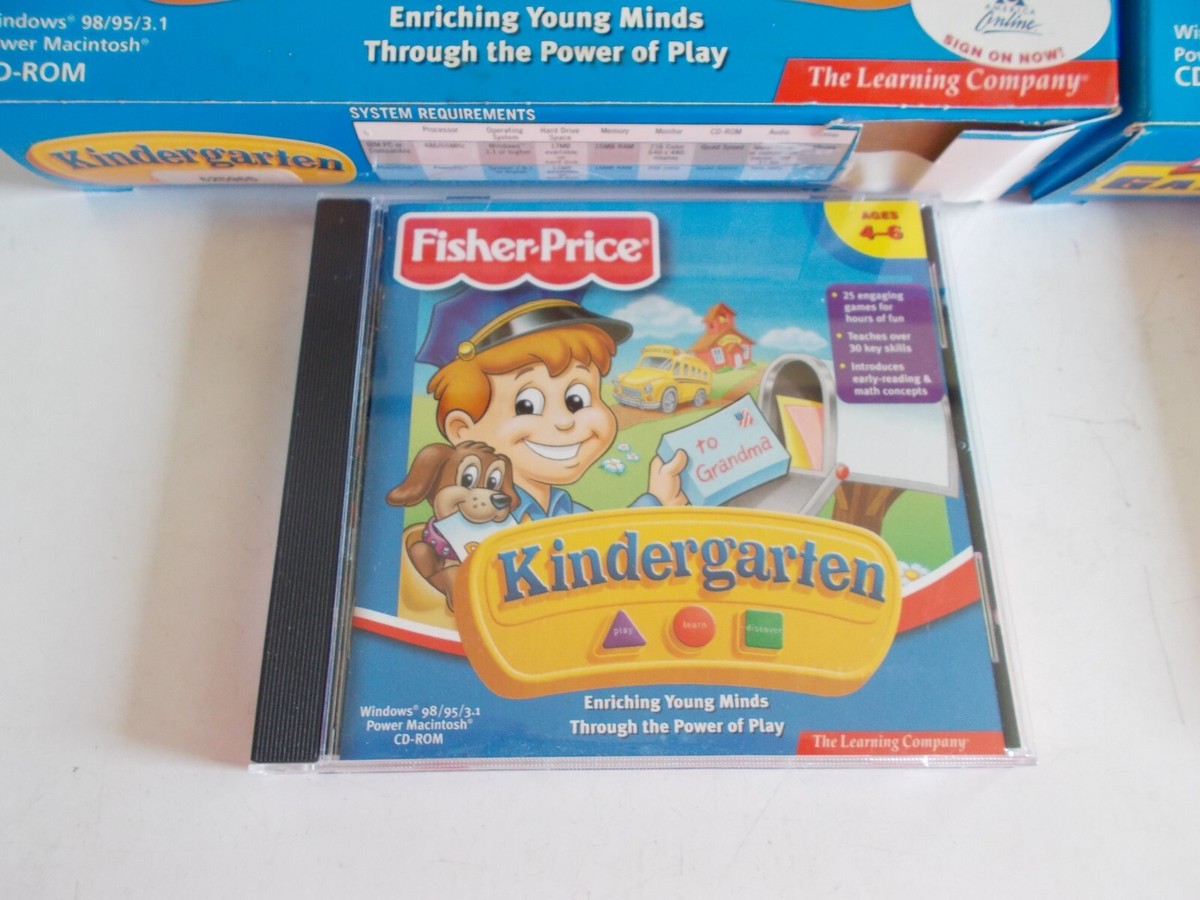 indows® 98/95/3.1
wer Macintosh®
D-ROM
Enriching Young Minds
Through the Power of Play
AMERICA
Online
SIGN ON NOW!
The Learning Company®
SYSTEM REQUIREMENTS
Processor Operating System Hard Drive Space Memory Monitor CD-ROM Audio
Kindergarten
Fisher-Price®
AGES
4–6
• 25 engaging
games for
hours of fun
• Teaches over
30 key skills
• Introduces
early-reading &
math concepts
to
Grandma
Kindergarten
play
learn
discover
Enriching Young Minds
Through the Power of Play
Windows® 98/95/3.1
Power Macintosh®
CD-ROM
The Learning Company®